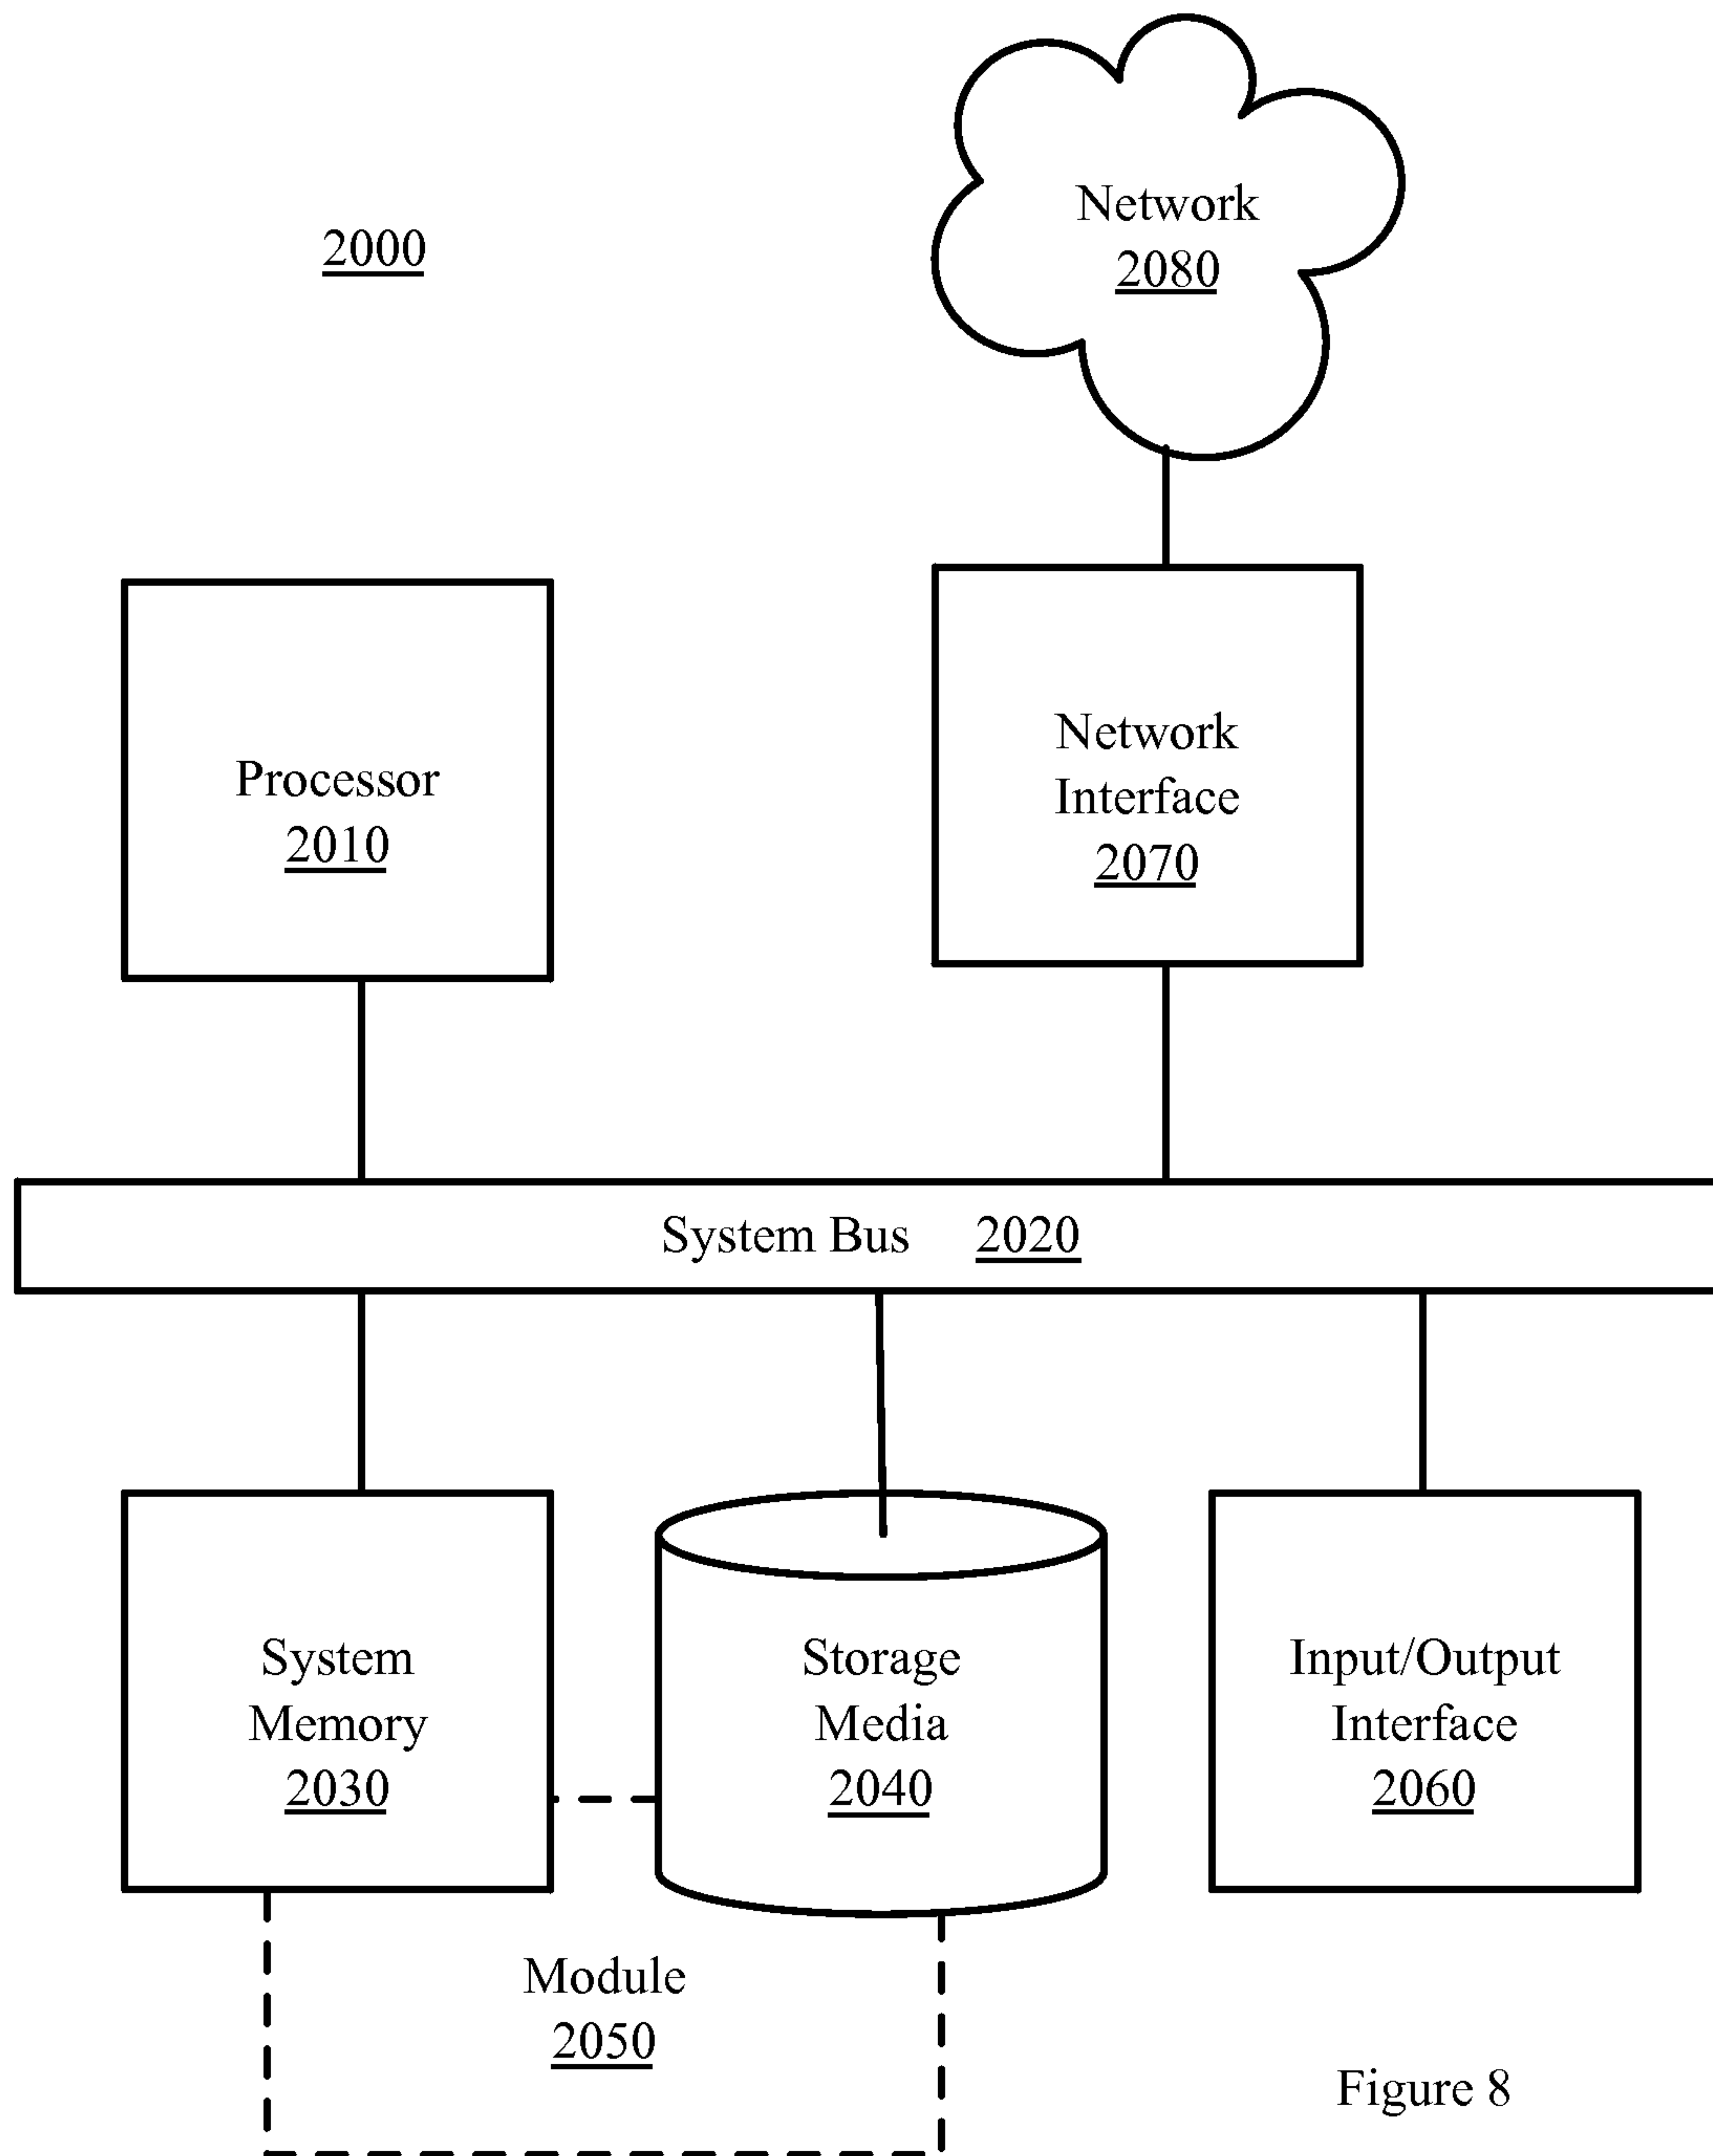 Network
2080
2000
Network
Interface
2070
Processor
2010
System Bus 2020
System
Memory
2030
Storage
Media
2040
Input/Output
Interface
2060
Module
2050
Figure 8